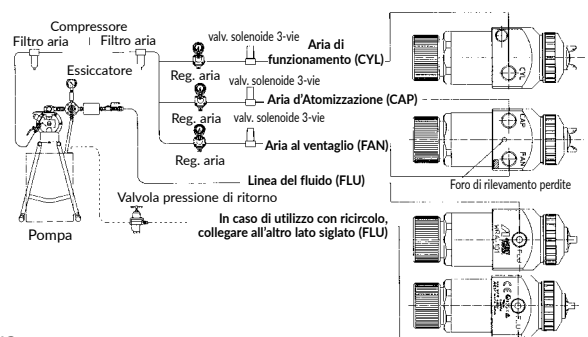 Compressore
Filtro aria
Filtro aria
Essiccatore
valv. solenoide 3-vie
Reg. aria
Aria di
funzionamento (CYL)
valv. solenoide 3-vie
Reg. aria
Aria d'Atomizzazione (CAP)
valv. solenoide 3-vie
Reg. aria
Aria al ventaglio (FAN)
Linea del fluido (FLU)
Valvola pressione di ritorno
In caso di utilizzo con ricircolo,
collegare all'altro lato siglato (FLU)
Pompa
CYL
CAP
FAN
Foro di rilevamento perdite
FLU
FLU